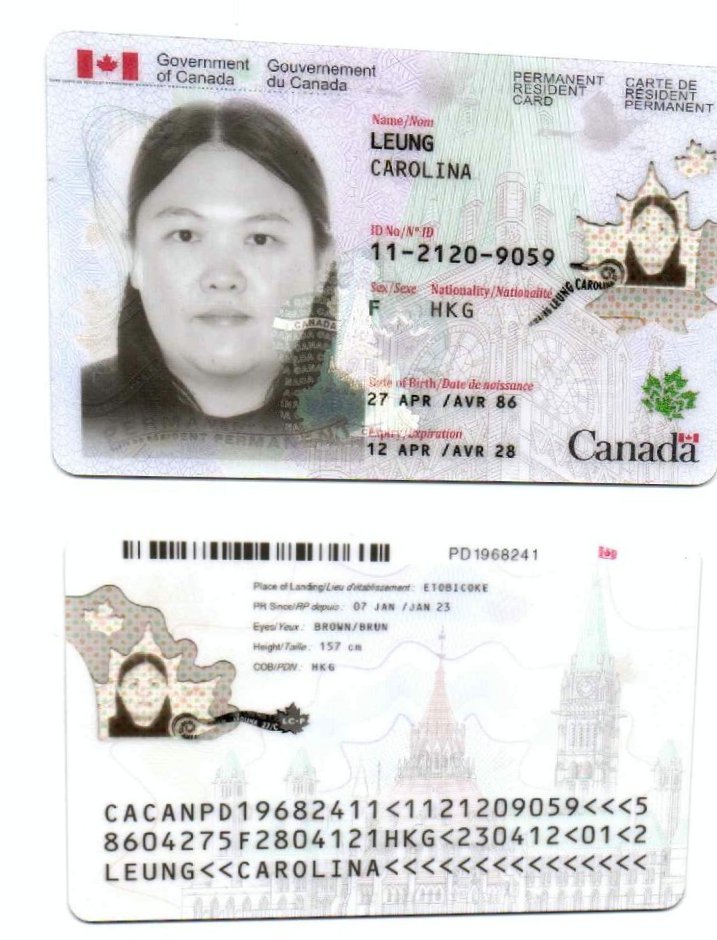 Government of Canada
Gouvernement du Canada
PERMANENT RESIDENT CARD
CARTE DE RÉSIDENT PERMANENT
Name/Nom
LEUNG
CAROLINA
ID No/Nº ID
11-2120-9059
Sex/Sexe Nationality/Nationalité
F HKG
LEUNG CAROLI
CANADA
Date of Birth/Date de naissance
27 APR /AVR 86
Expiry/Expiration
12 APR /AVR 28
Canada
PD1968241
Place of Landing/Lieu d'établissement: ETOBICOKE
PR Since/RP depuis: 07 JAN /JAN 23
Eyes/Yeux: BROWN/BRUN
Height/Taille: 157 cm
COB/PDN: HKG
LC-P
CACANPD19682411<1121209059<<<5
8604275F2804121HKG<230412<01<2
LEUNG<<CAROLINA<<<<<<<<<<<<<<<